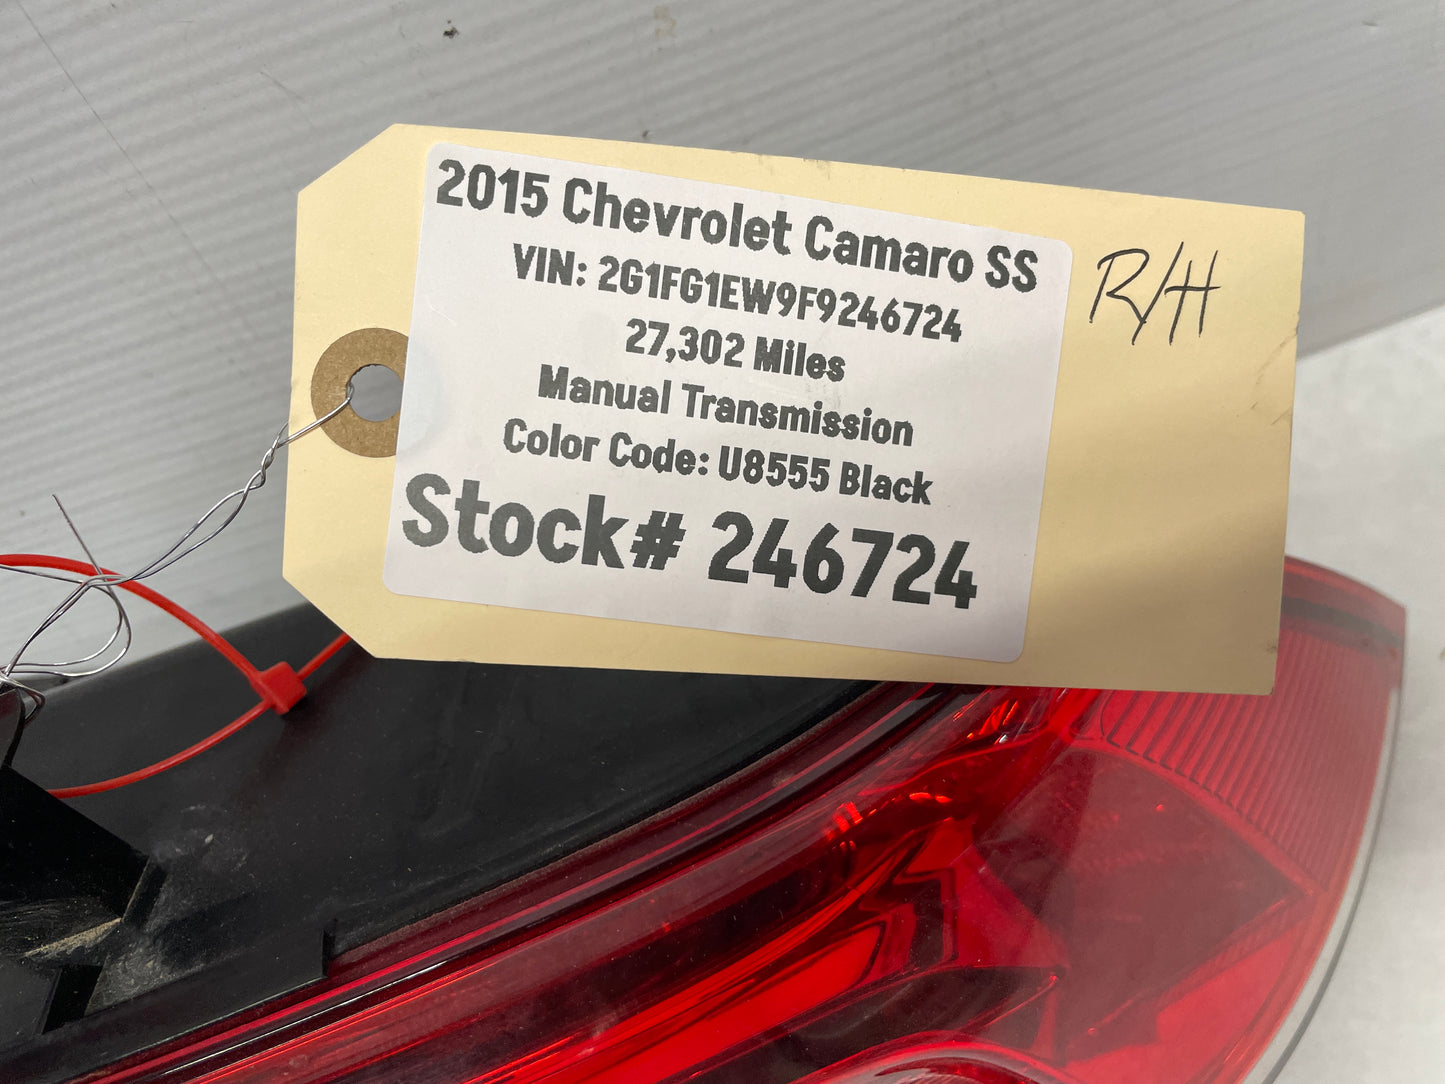 2015 Chevrolet Camaro SS
VIN: 2G1FG1EW9F9246724
27,302 Miles
Manual Transmission
Color Code: U8555 Black
Stock# 246724
R/H